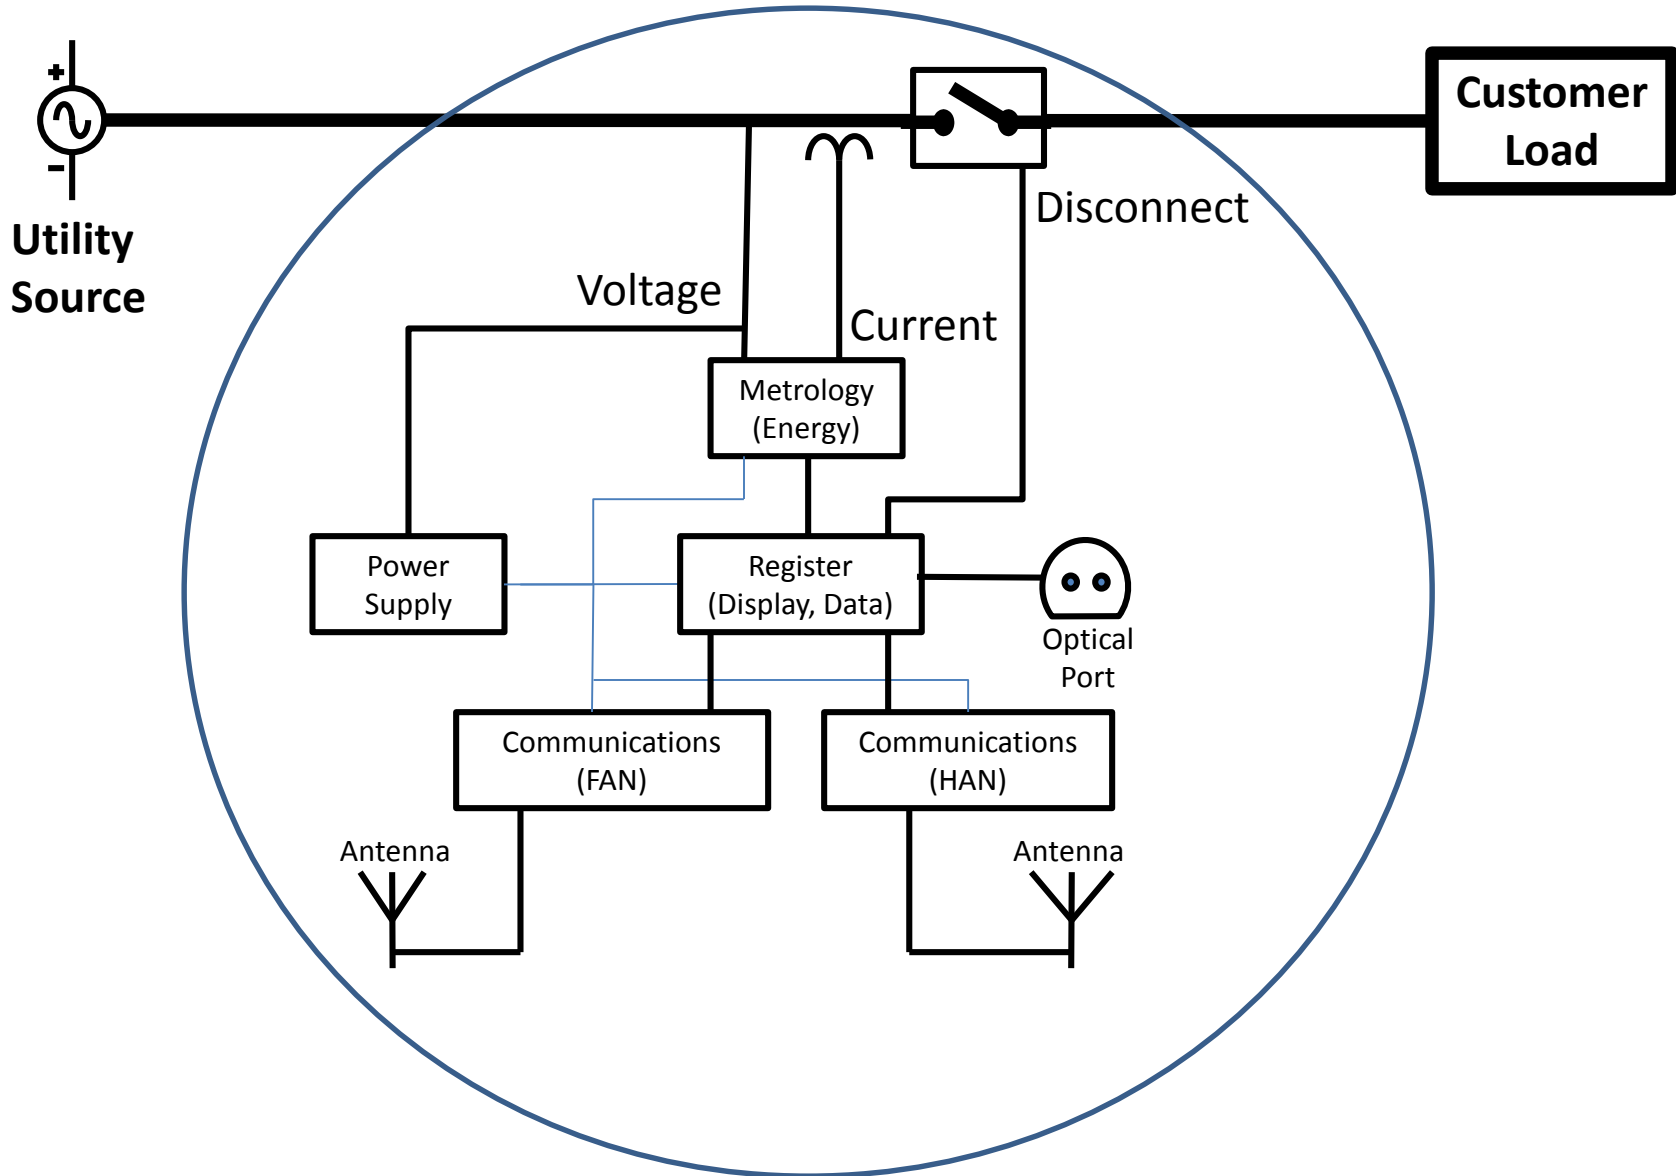 +
-
Utility
Source
Customer
Load
Disconnect
Voltage
Current
Metrology
(Energy)
Power
Supply
Register
(Display, Data)
Optical
Port
Communications
(FAN)
Communications
(HAN)
Antenna
Antenna